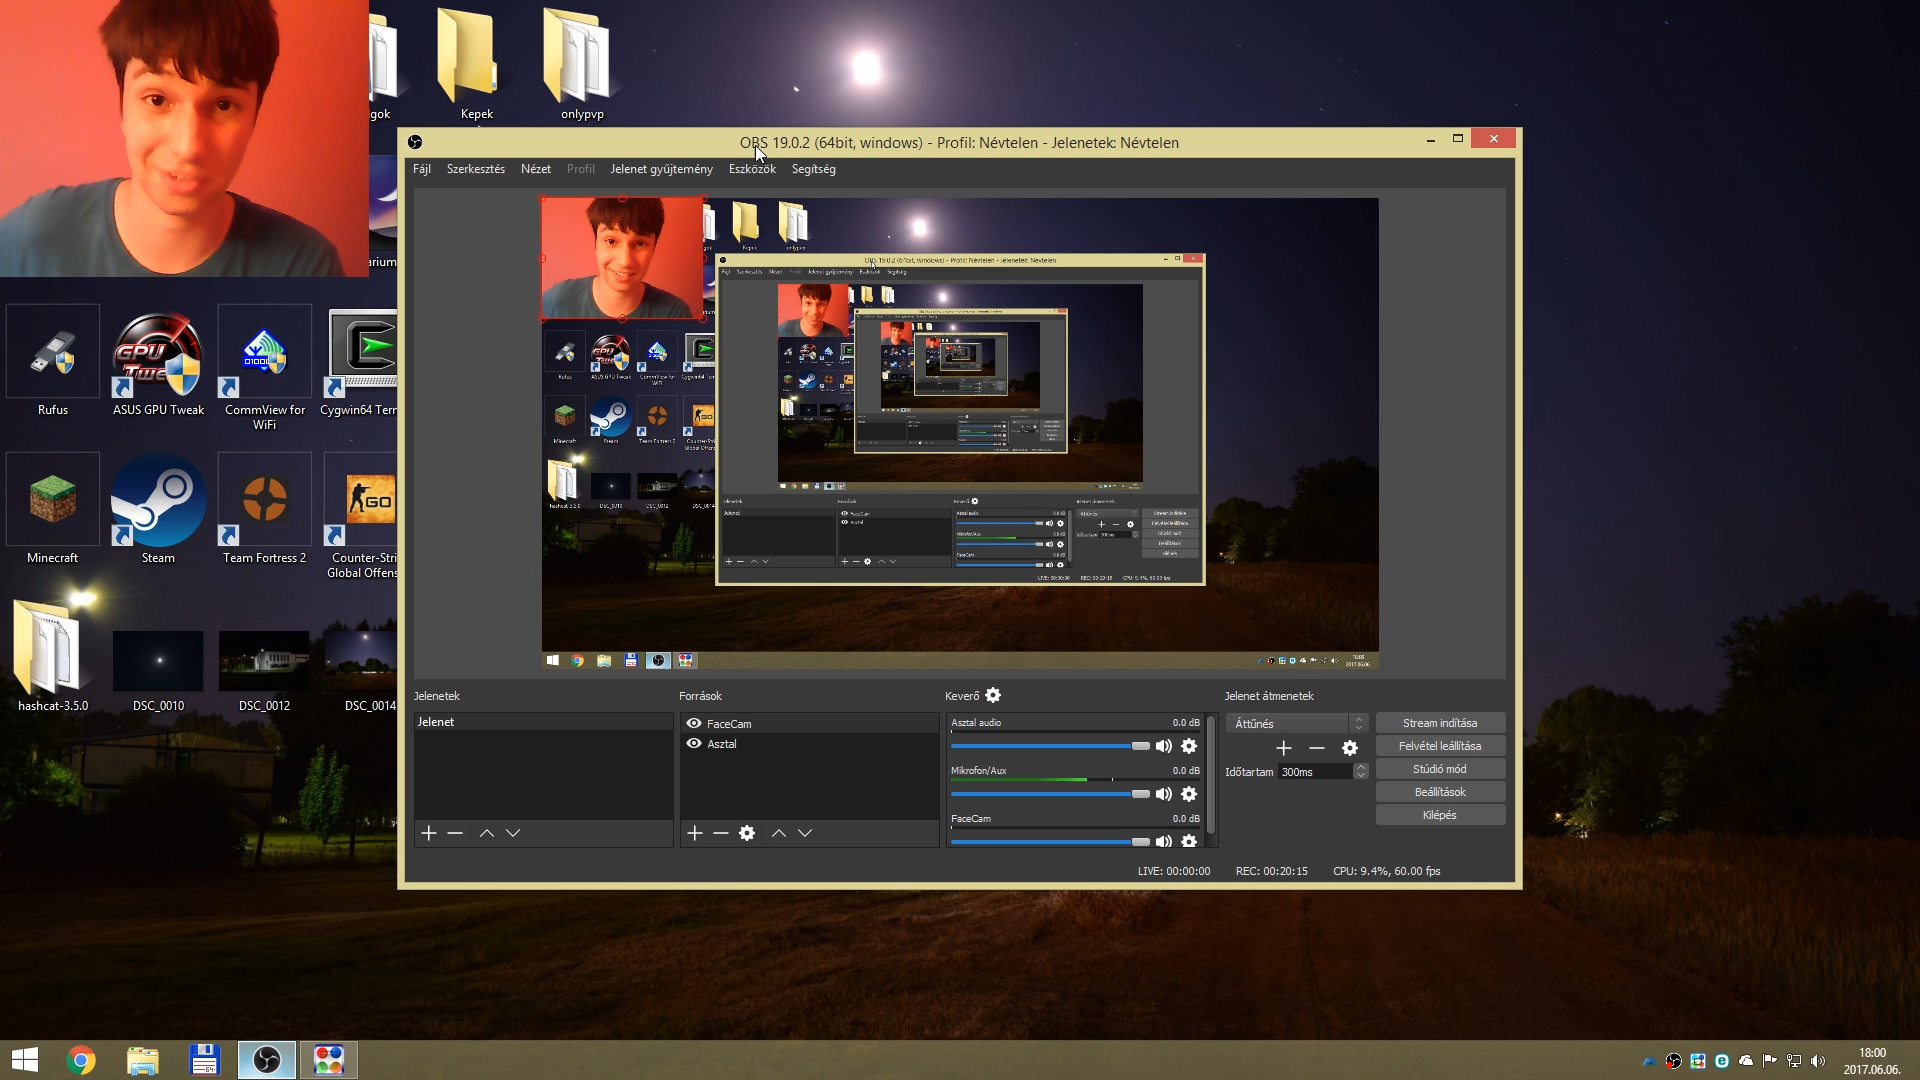 gok
Kepek
onlypvp
arium
Rufus
ASUS GPU Tweak
CommView for
WiFi
Cygwin64 Tern
Minecraft
Steam
Team Fortress 2
Counter-Stri
Global Offens
hashcat-3.5.0
DSC_0010
DSC_0012
DSC_0014
OBS 19.0.2 (64bit, windows) - Profil: Névtelen - Jelenetek: Névtelen
Fájl Szerkesztés Nézet Profil Jelenet gyűjtemény Eszközök Segítség
Jelenetek
Jelenet
Források
FaceCam
Asztal
Keverő
Asztal audio 0.0 dB
Mikrofon/Aux 0.0 dB
FaceCam 0.0 dB
Jelenet átmenetek
Áttűnés
Időtartam 300ms
Stream indítása
Felvétel leállítása
Stúdió mód
Beállítások
Kilépés
LIVE: 00:00:00 REC: 00:20:15 CPU: 9.4%, 60.00 fps
18:00
2017.06.06.